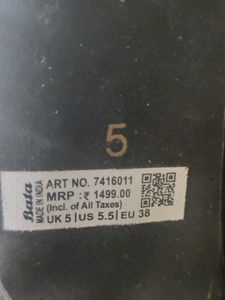 5
Bata
MADE IN INDIA
ART NO. 7416011
MRP : ₹ 1499.00
(Incl. of All Taxes)
UK 5|US 5.5|EU 38